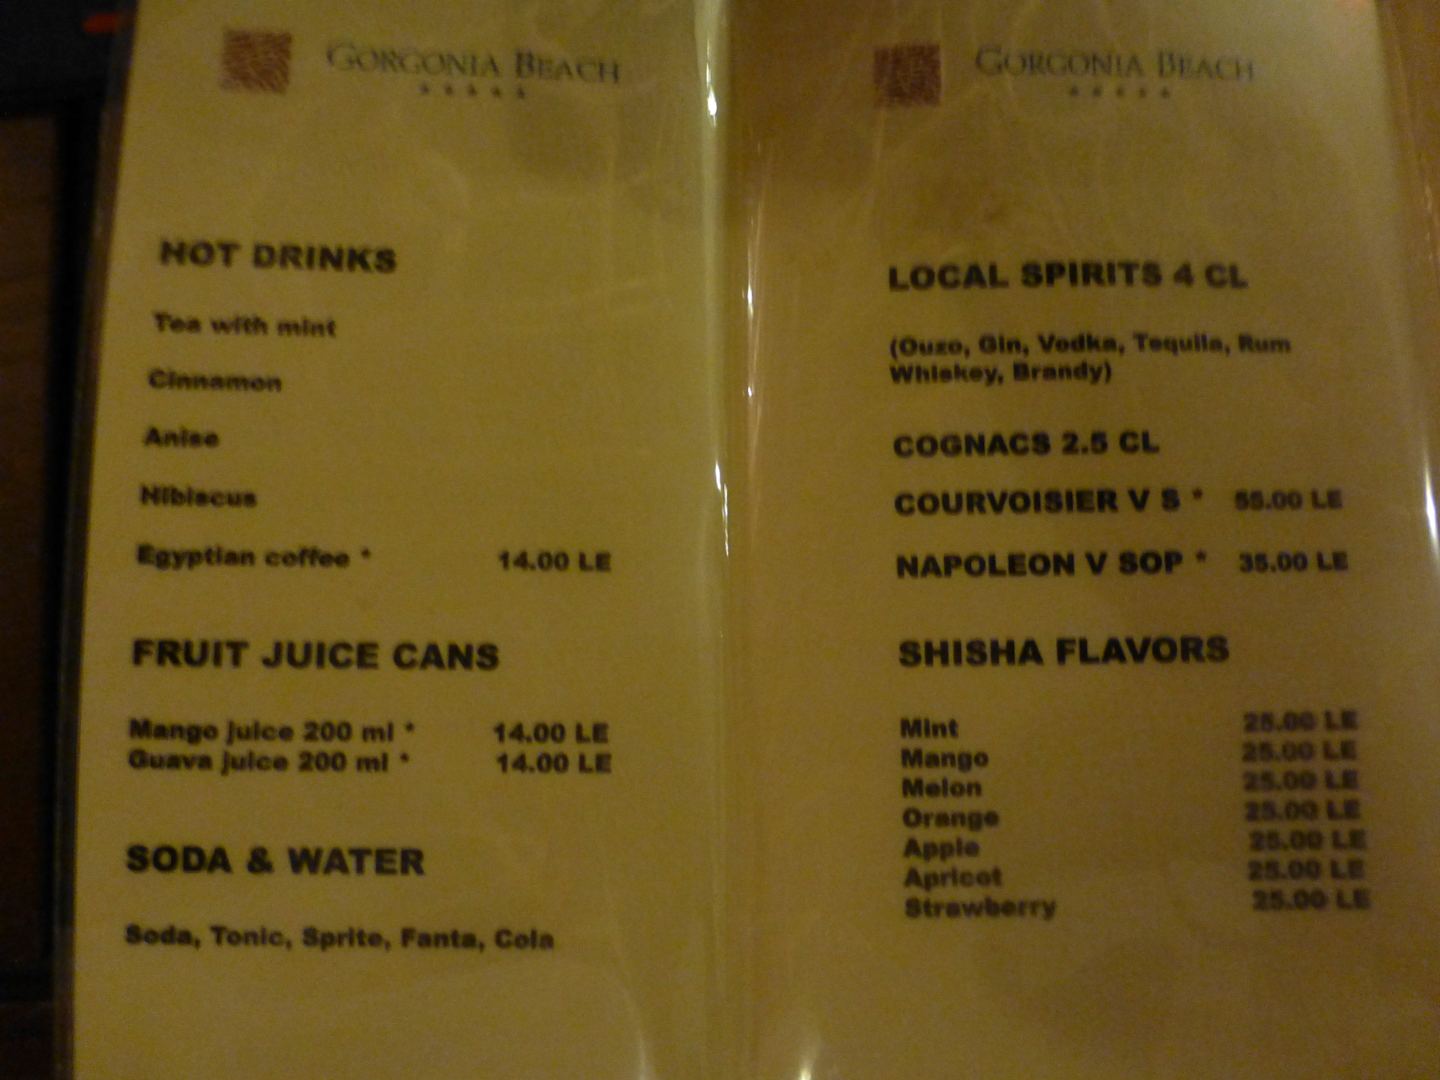 GORGONIA BEACH
HOT DRINKS
Tea with mint
Cinnamon
Anise
Hibiscus
Egyptian coffee * 14.00 LE
FRUIT JUICE CANS
Mango juice 200 ml * 14.00 LE
Guava juice 200 ml * 14.00 LE
SODA & WATER
Soda, Tonic, Sprite, Fanta, Cola
GORGONIA BEACH
LOCAL SPIRITS 4 CL
(Ouzo, Gin, Vodka, Tequila, Rum
Whiskey, Brandy)
COGNACS 2.5 CL
COURVOISIER V S * 55.00 LE
NAPOLEON V SOP * 35.00 LE
SHISHA FLAVORS
Mint 25.00 LE
Mango 25.00 LE
Melon 25.00 LE
Orange 25.00 LE
Apple 25.00 LE
Apricot 25.00 LE
Strawberry 25.00 LE